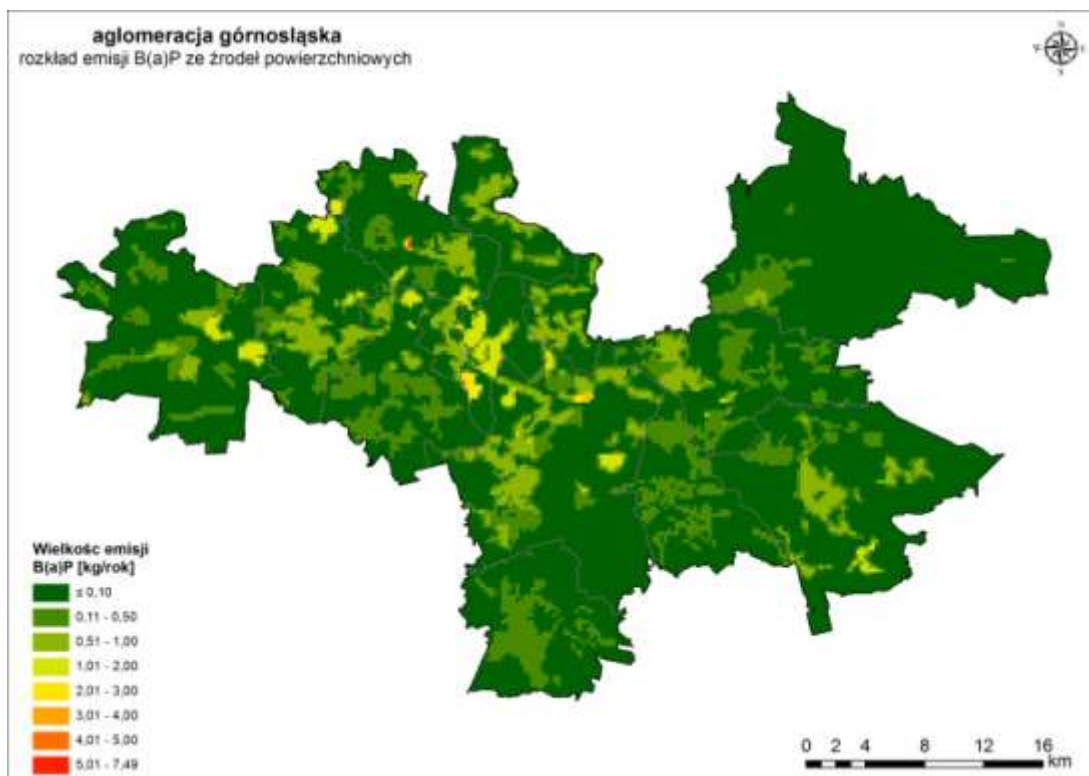 aglomeracja górnośląska
rozkład emisji B(a)P ze źrodeł powierzchniowych
Wielkośc emisji
B(a)P [kg/rok]
≤ 0,10
0,11 - 0,50
0,51 - 1,00
1,01 - 2,00
2,01 - 3,00
3,01 - 4,00
4,01 - 5,00
5,01 - 7,49
0 2 4 8 12 16
km